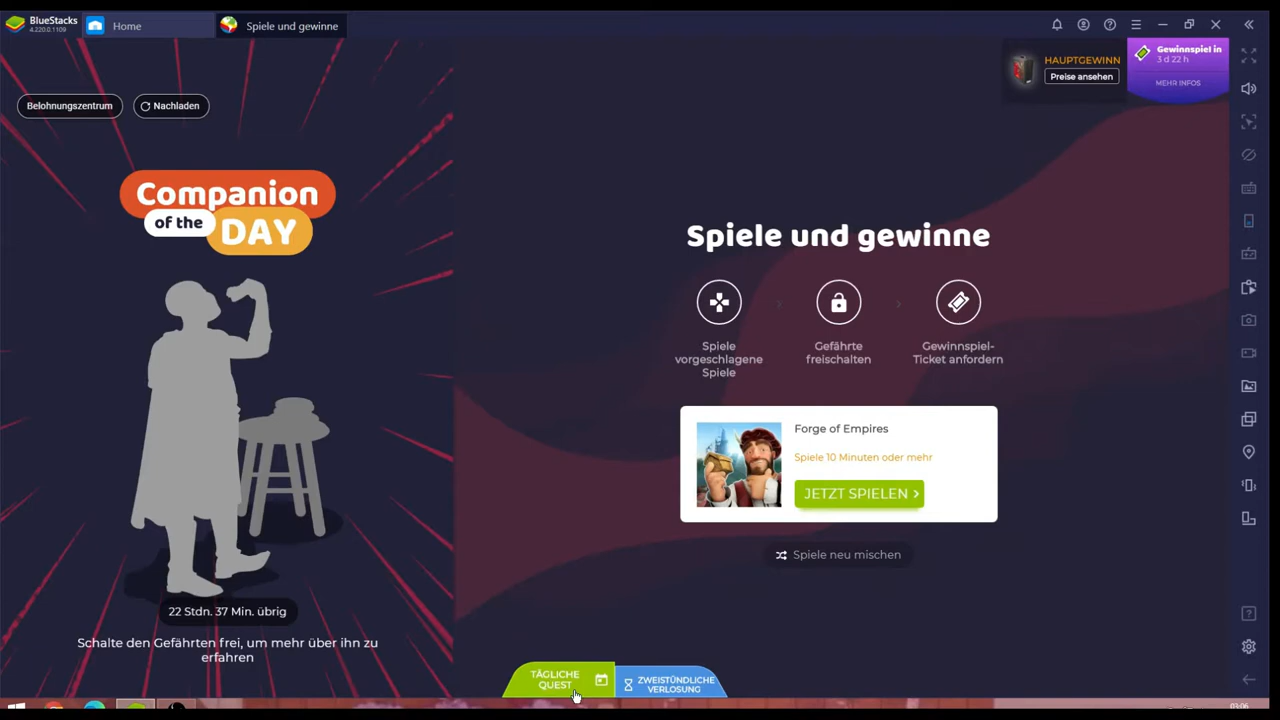 BlueStacks
4.220.0.1109
Home
Spiele und gewinne
HAUPTGEWINN
Preise ansehen
Gewinnspiel in
3 d 22 h
MEHR INFOS
Belohnungszentrum
Nachladen
Companion
of the
DAY
22 Stdn. 37 Min. übrig
Schalte den Gefährten frei, um mehr über ihn zu
erfahren
Spiele und gewinne
Spiele
vorgeschlagene
Spiele
Gefährte
freischalten
Gewinnspiel-
Ticket anfordern
Forge of Empires
Spiele 10 Minuten oder mehr
JETZT SPIELEN
Spiele neu mischen
TÄGLICHE
QUEST
ZWEISTÜNDLICHE
VERLOSUNG
03:06